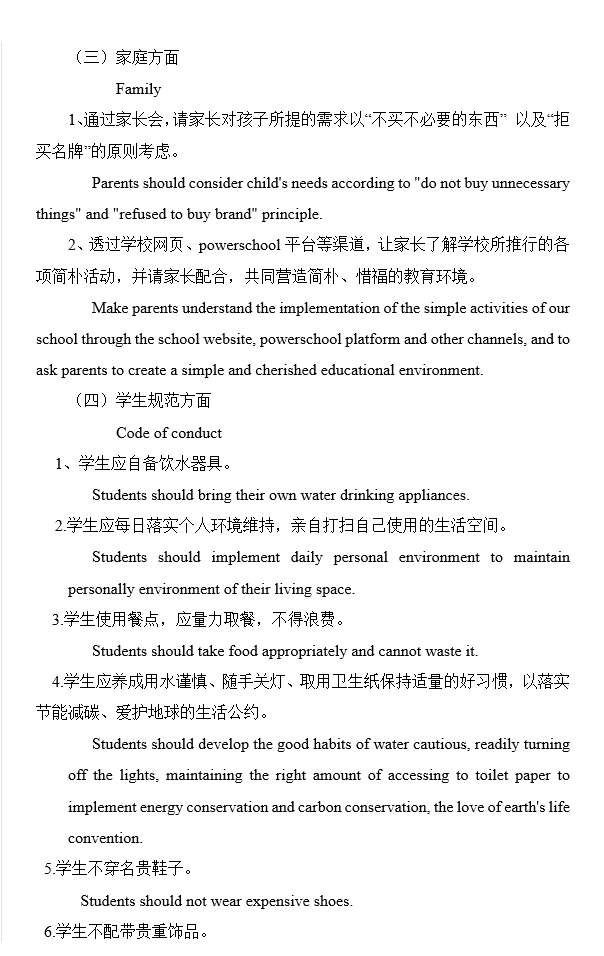 （三）家庭方面
Family
1、通过家长会，请家长对孩子所提的需求以“不买不必要的东西” 以及“拒
买名牌”的原则考虑。
Parents should consider child's needs according to "do not buy unnecessary
things" and "refused to buy brand" principle.
2、透过学校网页、powerschool 平台等渠道，让家长了解学校所推行的各
项简朴活动，并请家长配合，共同营造简朴、惜福的教育环境。
Make parents understand the implementation of the simple activities of our
school through the school website, powerschool platform and other channels, and to
ask parents to create a simple and cherished educational environment.
（四）学生规范方面
Code of conduct
1、学生应自备饮水器具。
Students should bring their own water drinking appliances.
2.学生应每日落实个人环境维持，亲自打扫自己使用的生活空间。
Students should implement daily personal environment to maintain
personally environment of their living space.
3.学生使用餐点，应量力取餐，不得浪费。
Students should take food appropriately and cannot waste it.
4.学生应养成用水谨慎、随手关灯、取用卫生纸保持适量的好习惯，以落实
节能减碳、爱护地球的生活公约。
Students should develop the good habits of water cautious, readily turning
off the lights, maintaining the right amount of accessing to toilet paper to
implement energy conservation and carbon conservation, the love of earth's life
convention.
5.学生不穿名贵鞋子。
Students should not wear expensive shoes.
6.学生不配带贵重饰品。